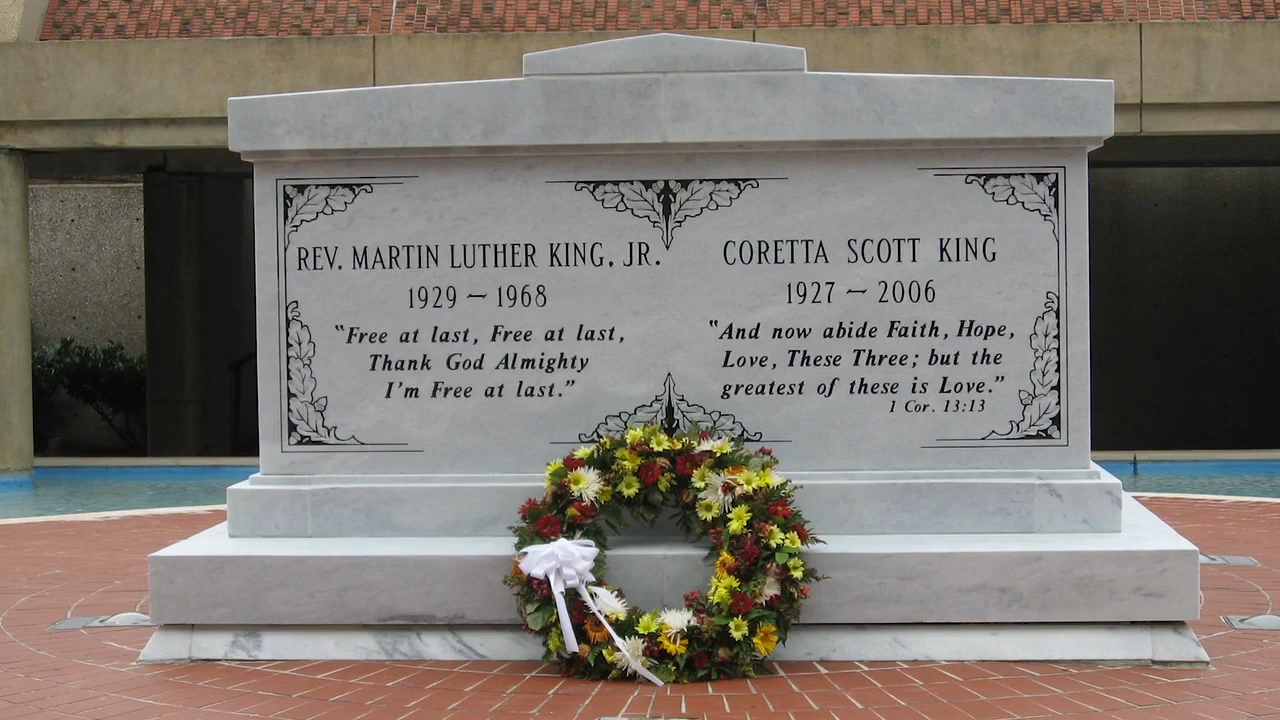 REV. MARTIN LUTHER KING, JR.
1929 — 1968
"Free at last, Free at last,
Thank God Almighty
I'm Free at last."
CORETTA SCOTT KING
1927 — 2006
"And now abide Faith, Hope,
Love, These Three; but the
greatest of these is Love."
1 Cor. 13:13